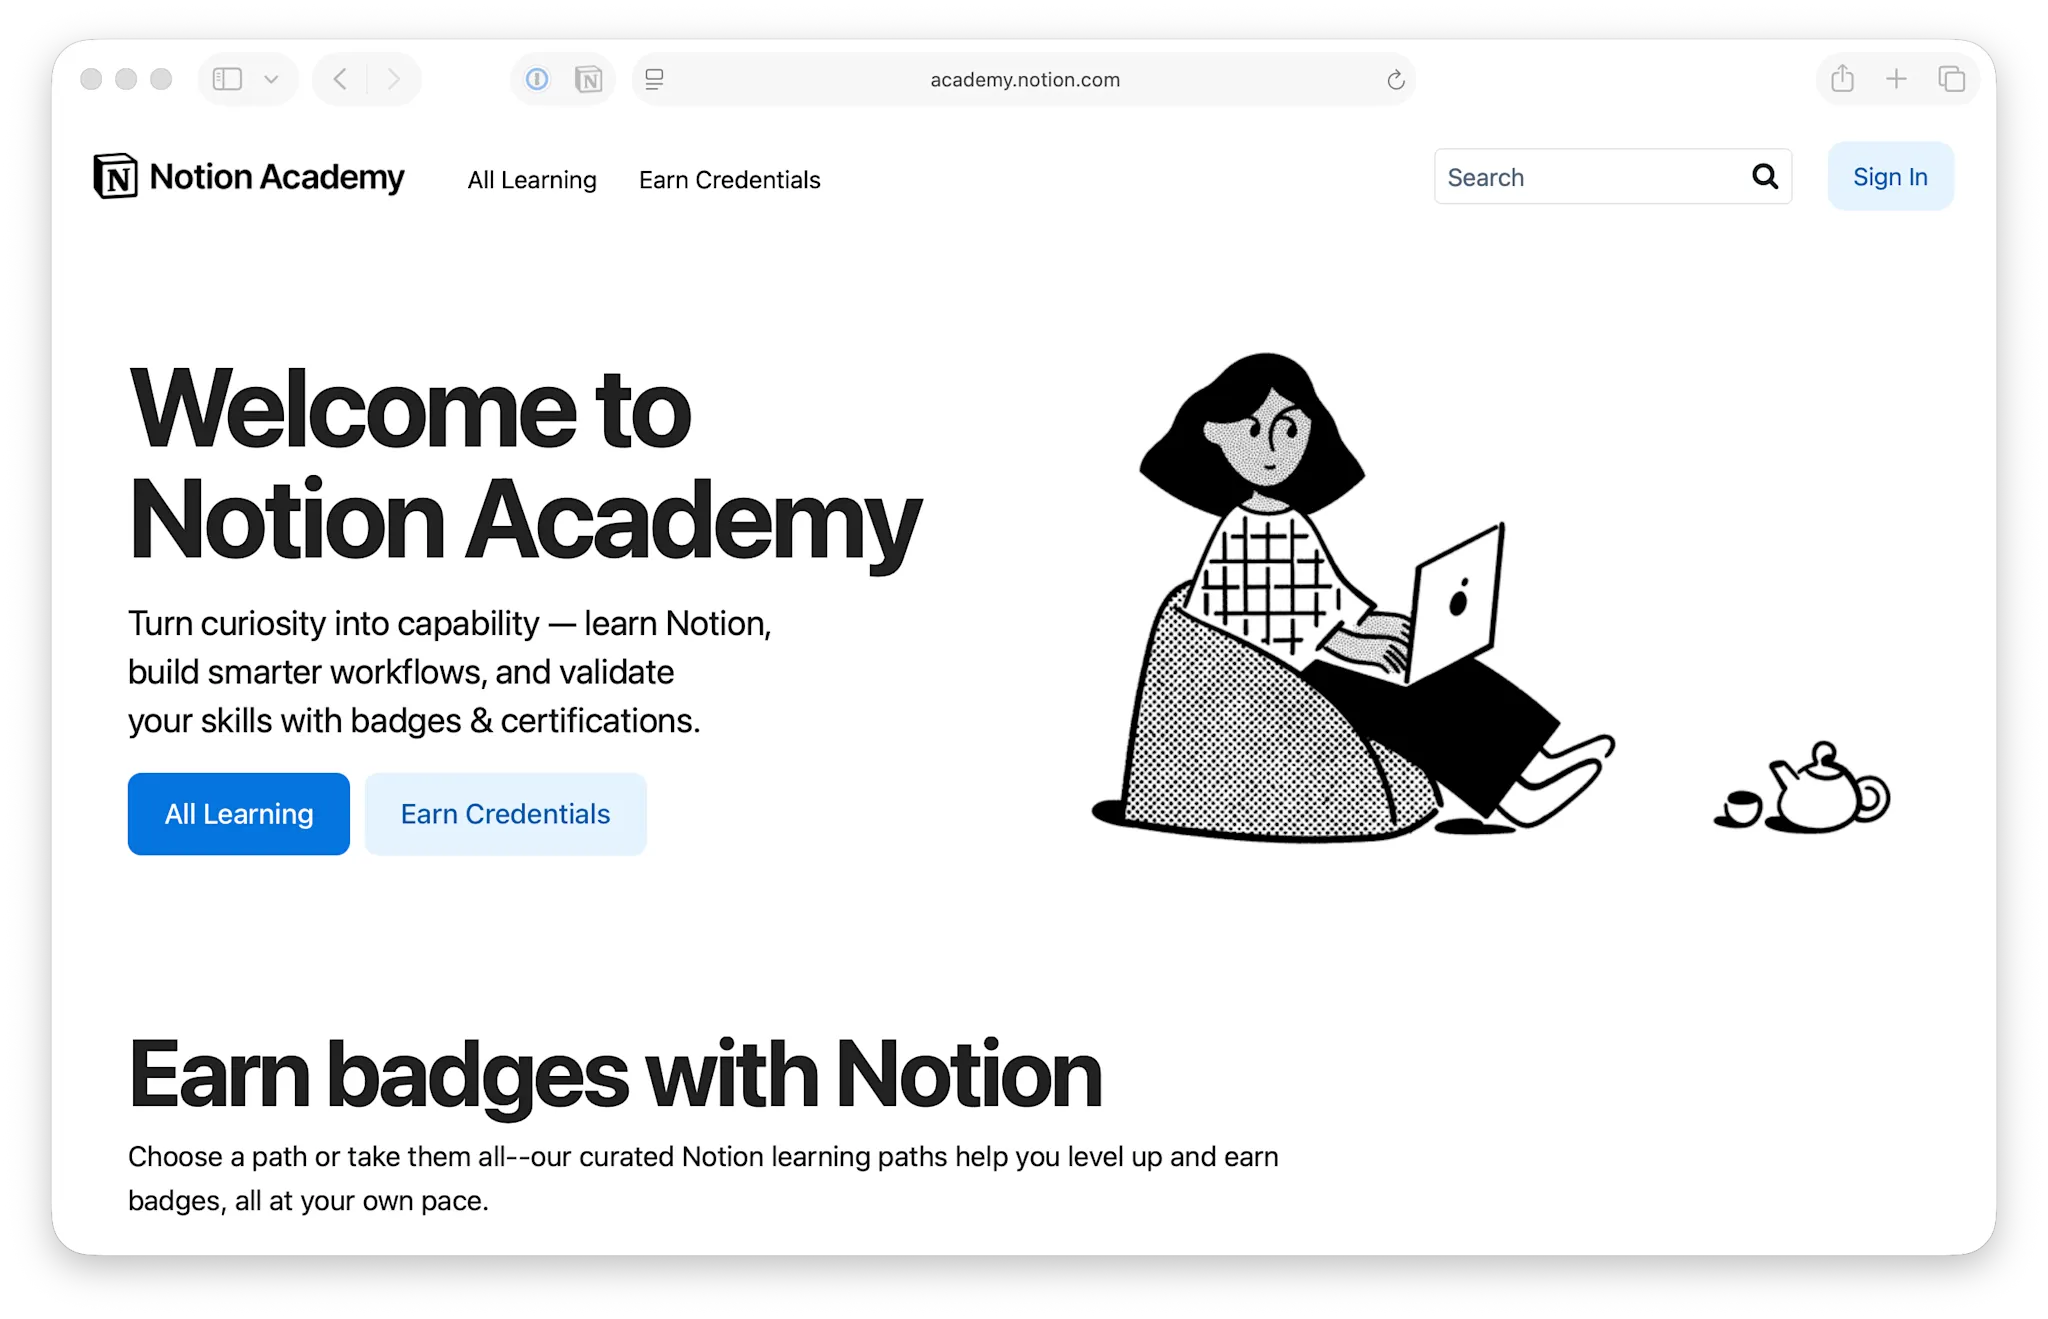 academy.notion.com
N Notion Academy
All Learning
Earn Credentials
Search
Sign In
Welcome to
Notion Academy
Turn curiosity into capability — learn Notion,
build smarter workflows, and validate
your skills with badges & certifications.
All Learning
Earn Credentials
Earn badges with Notion
Choose a path or take them all--our curated Notion learning paths help you level up and earn
badges, all at your own pace.